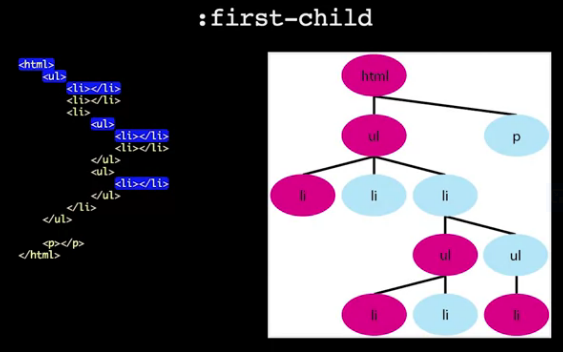 :first-child
<html>
<ul>
<li></li>
<li></li>
<li>
<ul>
<li></li>
<li></li>
</ul>
<ul>
<li></li>
</ul>
</li>
</ul>
<p></p>
</html>
html
ul p
li li li
ul ul
li li li